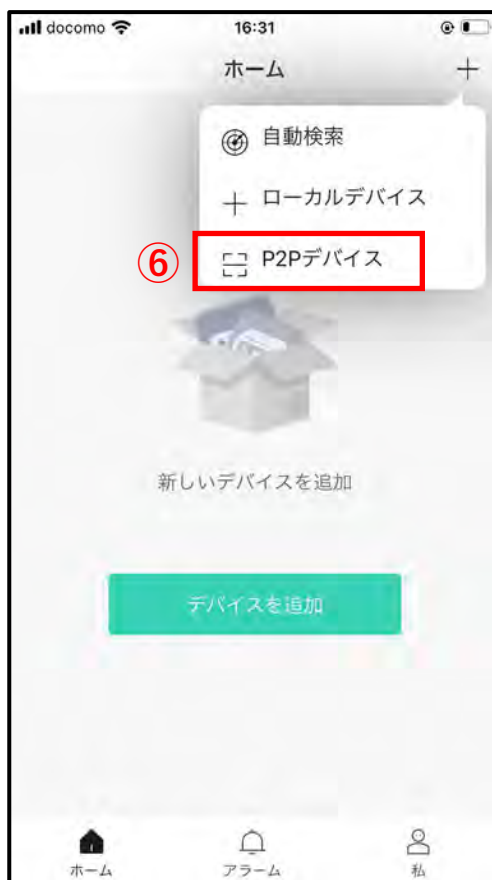 docomo 16:31
ホーム
自動検索
ローカルデバイス
⑥ P2Pデバイス
新しいデバイスを追加
デバイスを追加
ホーム アラーム 私